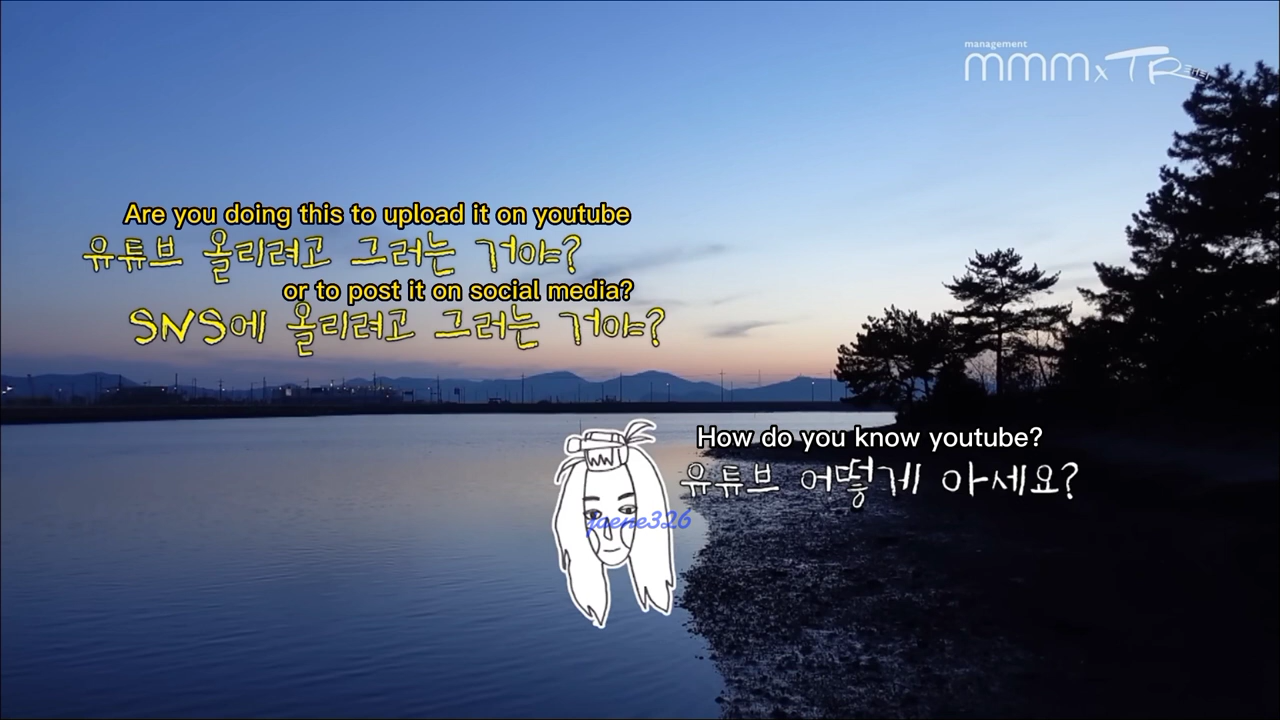 management
mmm x TR
Are you doing this to upload it on youtube
유튜브 올리려고 그러는 거야?
or to post it on social media?
SNS에 올리려고 그러는 거야?
How do you know youtube?
유튜브 어떻게 아세요?
jaene326